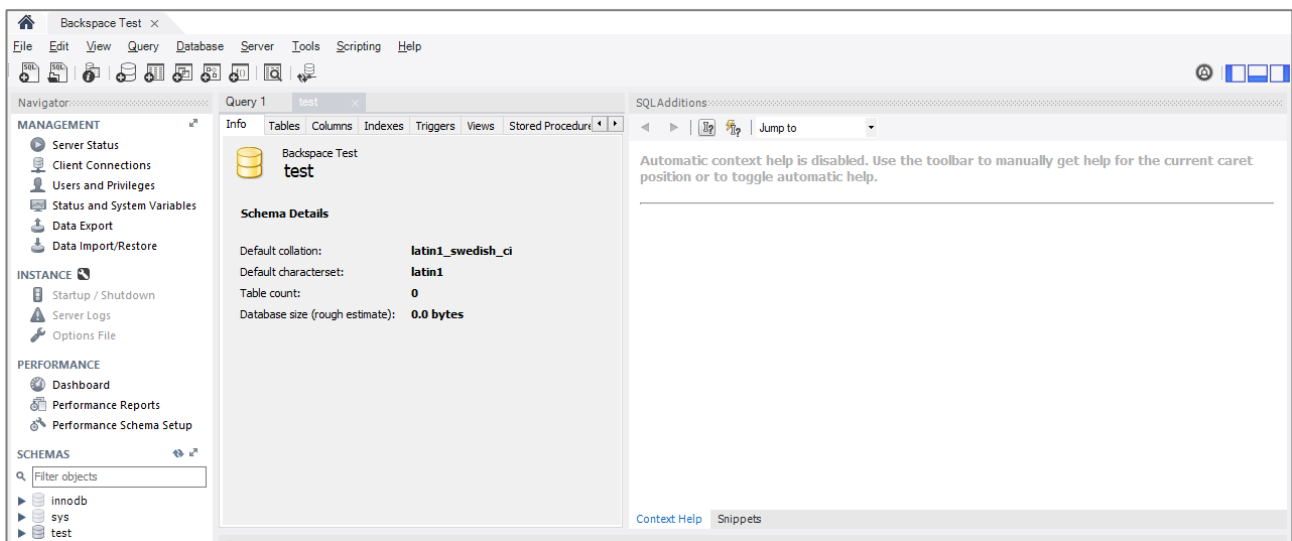 Backspace Test ×
File Edit View Query Database Server Tools Scripting Help
SQL SQL
Navigator
MANAGEMENT
Server Status
Client Connections
Users and Privileges
Status and System Variables
Data Export
Data Import/Restore
INSTANCE
Startup / Shutdown
Server Logs
Options File
PERFORMANCE
Dashboard
Performance Reports
Performance Schema Setup
SCHEMAS
Filter objects
innodb
sys
test
Query 1 test ×
Info Tables Columns Indexes Triggers Views Stored Procedure
Backspace Test
test
Schema Details
Default collation: latin1_swedish_ci
Default characterset: latin1
Table count: 0
Database size (rough estimate): 0.0 bytes
SQLAdditions
Jump to
Automatic context help is disabled. Use the toolbar to manually get help for the current caret
position or to toggle automatic help.
Context Help Snippets